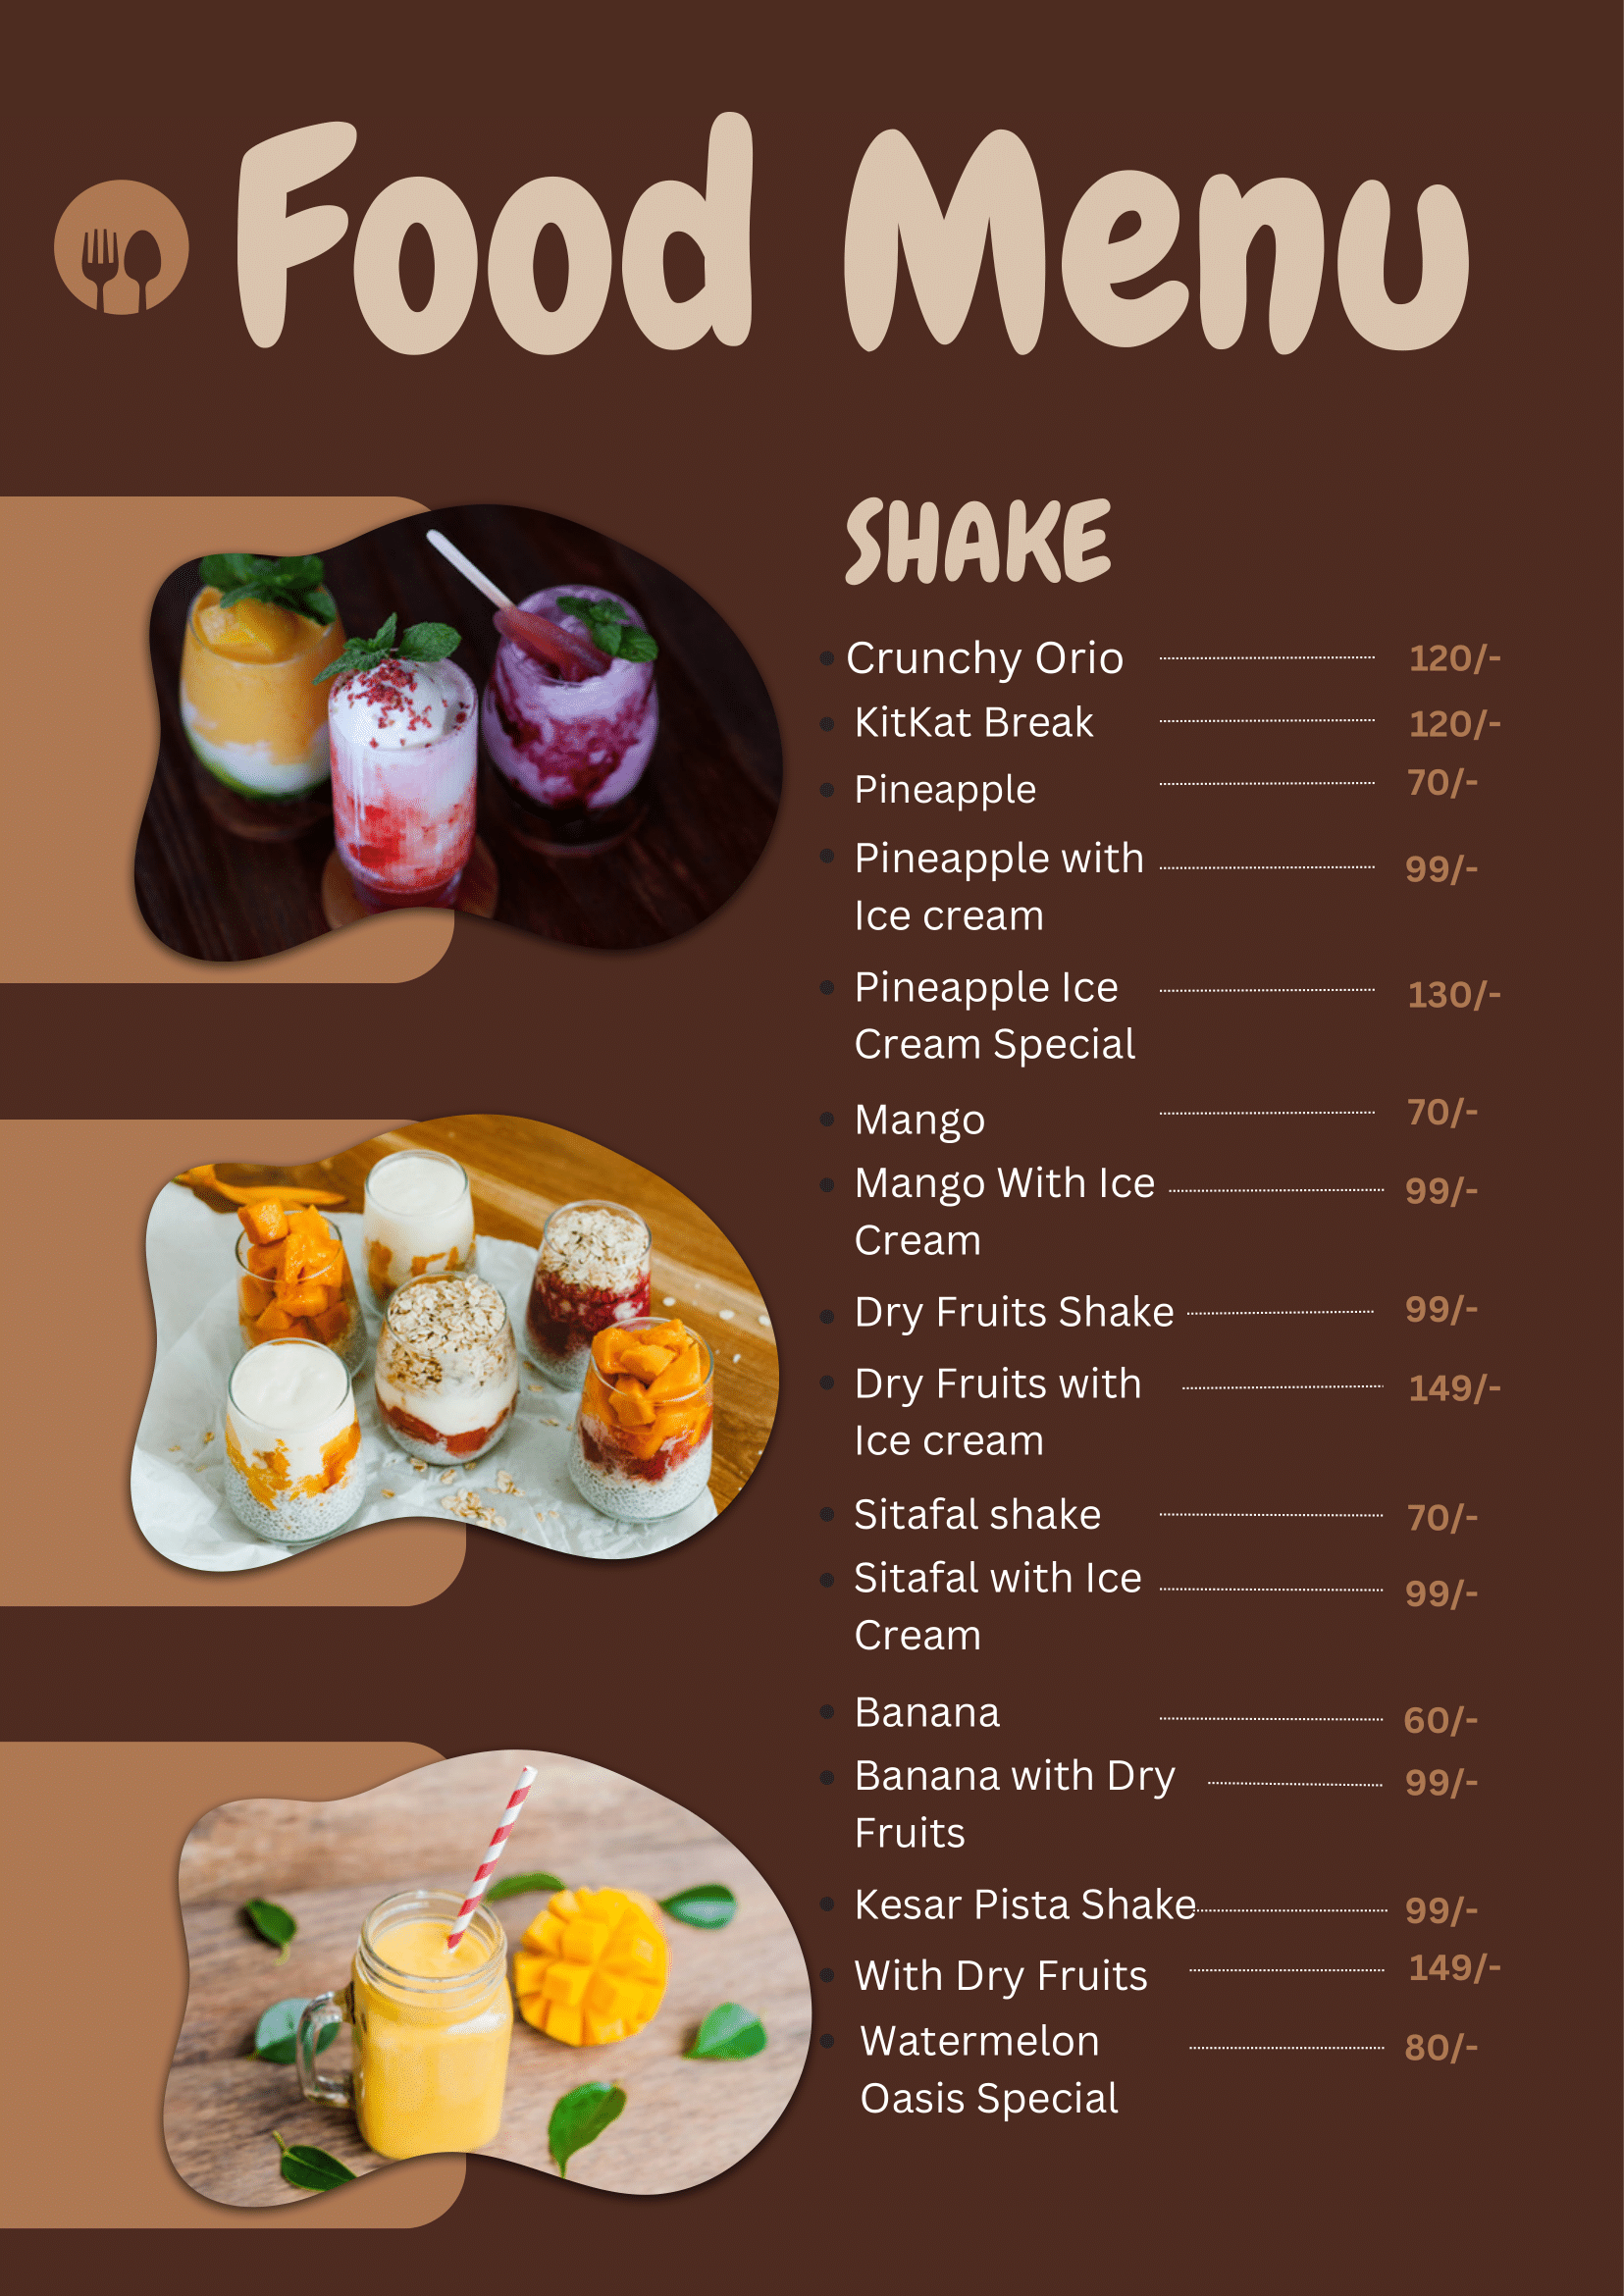 Food Menu
SHAKE
Crunchy Orio 120/-
KitKat Break 120/-
Pineapple 70/-
Pineapple with 99/-
Ice cream
Pineapple Ice 130/-
Cream Special
Mango 70/-
Mango With Ice 99/-
Cream
Dry Fruits Shake 99/-
Dry Fruits with 149/-
Ice cream
Sitafal shake 70/-
Sitafal with Ice 99/-
Cream
Banana 60/-
Banana with Dry 99/-
Fruits
Kesar Pista Shake 99/-
With Dry Fruits 149/-
Watermelon 80/-
Oasis Special